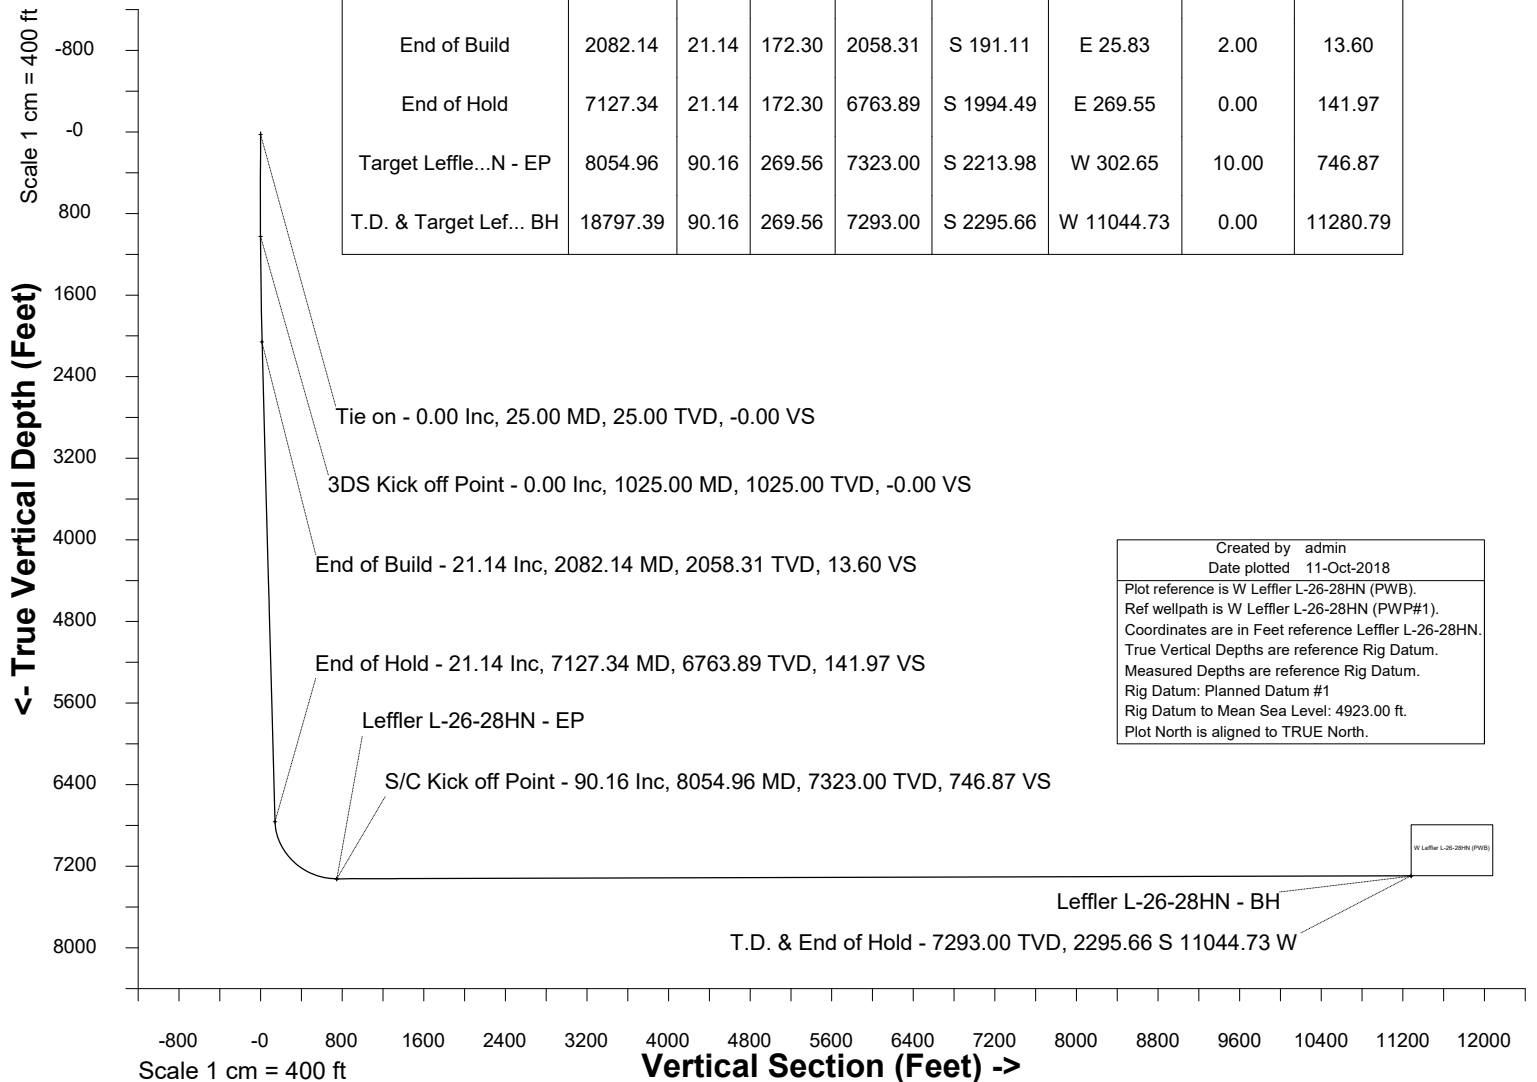 Scale 1 cm = 400 ft
<- True Vertical Depth (Feet)
-800
-0
800
1600
2400
3200
4000
4800
5600
6400
7200
8000
End of Build 2082.14 21.14 172.30 2058.31 S 191.11 E 25.83 2.00 13.60
End of Hold 7127.34 21.14 172.30 6763.89 S 1994.49 E 269.55 0.00 141.97
Target Leffle...N - EP 8054.96 90.16 269.56 7323.00 S 2213.98 W 302.65 10.00 746.87
T.D. & Target Lef... BH 18797.39 90.16 269.56 7293.00 S 2295.66 W 11044.73 0.00 11280.79
Tie on - 0.00 Inc, 25.00 MD, 25.00 TVD, -0.00 VS
3DS Kick off Point - 0.00 Inc, 1025.00 MD, 1025.00 TVD, -0.00 VS
End of Build - 21.14 Inc, 2082.14 MD, 2058.31 TVD, 13.60 VS
End of Hold - 21.14 Inc, 7127.34 MD, 6763.89 TVD, 141.97 VS
Leffler L-26-28HN - EP
S/C Kick off Point - 90.16 Inc, 8054.96 MD, 7323.00 TVD, 746.87 VS
Created by admin
Date plotted 11-Oct-2018
Plot reference is W Leffler L-26-28HN (PWB).
Ref wellpath is W Leffler L-26-28HN (PWP#1).
Coordinates are in Feet reference Leffler L-26-28HN.
True Vertical Depths are reference Rig Datum.
Measured Depths are reference Rig Datum.
Rig Datum: Planned Datum #1
Rig Datum to Mean Sea Level: 4923.00 ft.
Plot North is aligned to TRUE North.
W Leffler L-26-28HN (PWB)
Leffler L-26-28HN - BH
T.D. & End of Hold - 7293.00 TVD, 2295.66 S 11044.73 W
-800 -0 800 1600 2400 3200 4000 4800 5600 6400 7200 8000 8800 9600 10400 11200 12000
Scale 1 cm = 400 ft
Vertical Section (Feet) ->